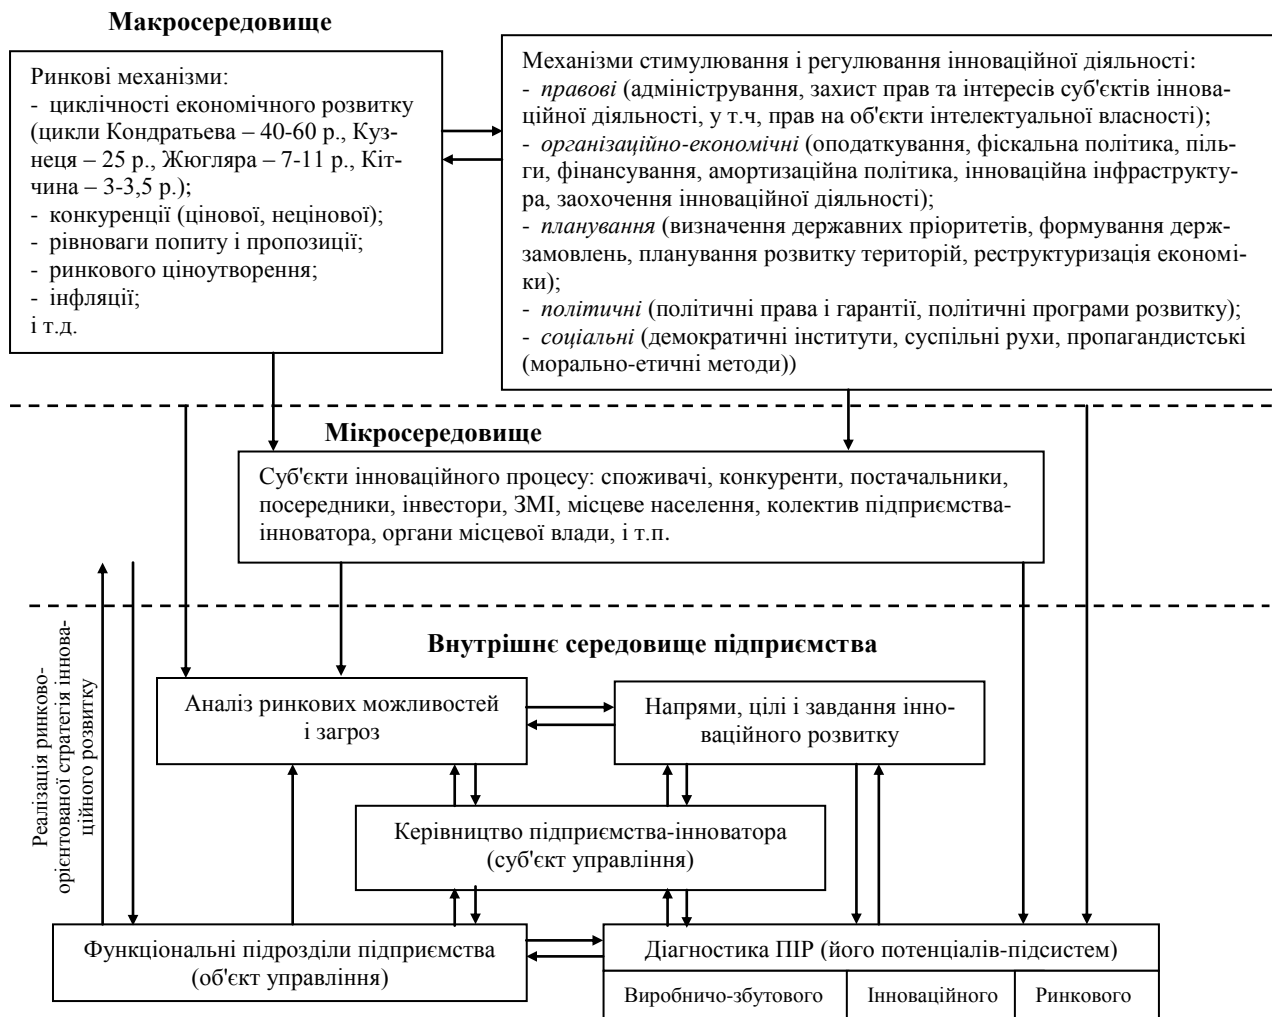 Макросередовище
Ринкові механізми:
- циклічності економічного розвитку
(цикли Кондратьева – 40-60 р., Куз-
неця – 25 р., Жюгляра – 7-11 р., Кіт-
чина – 3-3,5 р.);
- конкуренції (цінової, нецінової);
- рівноваги попиту і пропозиції;
- ринкового ціноутворення;
- інфляції;
і т.д.
Механізми стимулювання і регулювання інноваційної діяльності:
- правові (адміністрування, захист прав та інтересів суб'єктів іннова-
ційної діяльності, у т.ч, прав на об'єкти інтелектуальної власності);
- організаційно-економічні (оподаткування, фіскальна політика, піль-
ги, фінансування, амортизаційна політика, інноваційна інфраструкту-
ра, заохочення інноваційної діяльності);
- планування (визначення державних пріоритетів, формування держ-
замовлень, планування розвитку територій, реструктуризація економі-
ки);
- політичні (політичні права і гарантії, політичні програми розвитку);
- соціальні (демократичні інститути, суспільні рухи, пропагандистські
(морально-етичні методи))
Мікросередовище
Суб'єкти інноваційного процесу: споживачі, конкуренти, постачальники,
посередники, інвестори, ЗМІ, місцеве населення, колектив підприємства-
інноватора, органи місцевої влади, і т.п.
Внутрішнє середовище підприємства
Реалізація ринково-
орієнтованої стратегія іннова-
ційного розвитку
Аналіз ринкових можливостей
і загроз
Напрями, цілі і завдання інно-
ваційного розвитку
Керівництво підприємства-інноватора
(суб'єкт управління)
Функціональні підрозділи підприємства
(об'єкт управління)
Діагностика ПІР (його потенціалів-підсистем)
Виробничо-збутового
Інноваційного
Ринкового